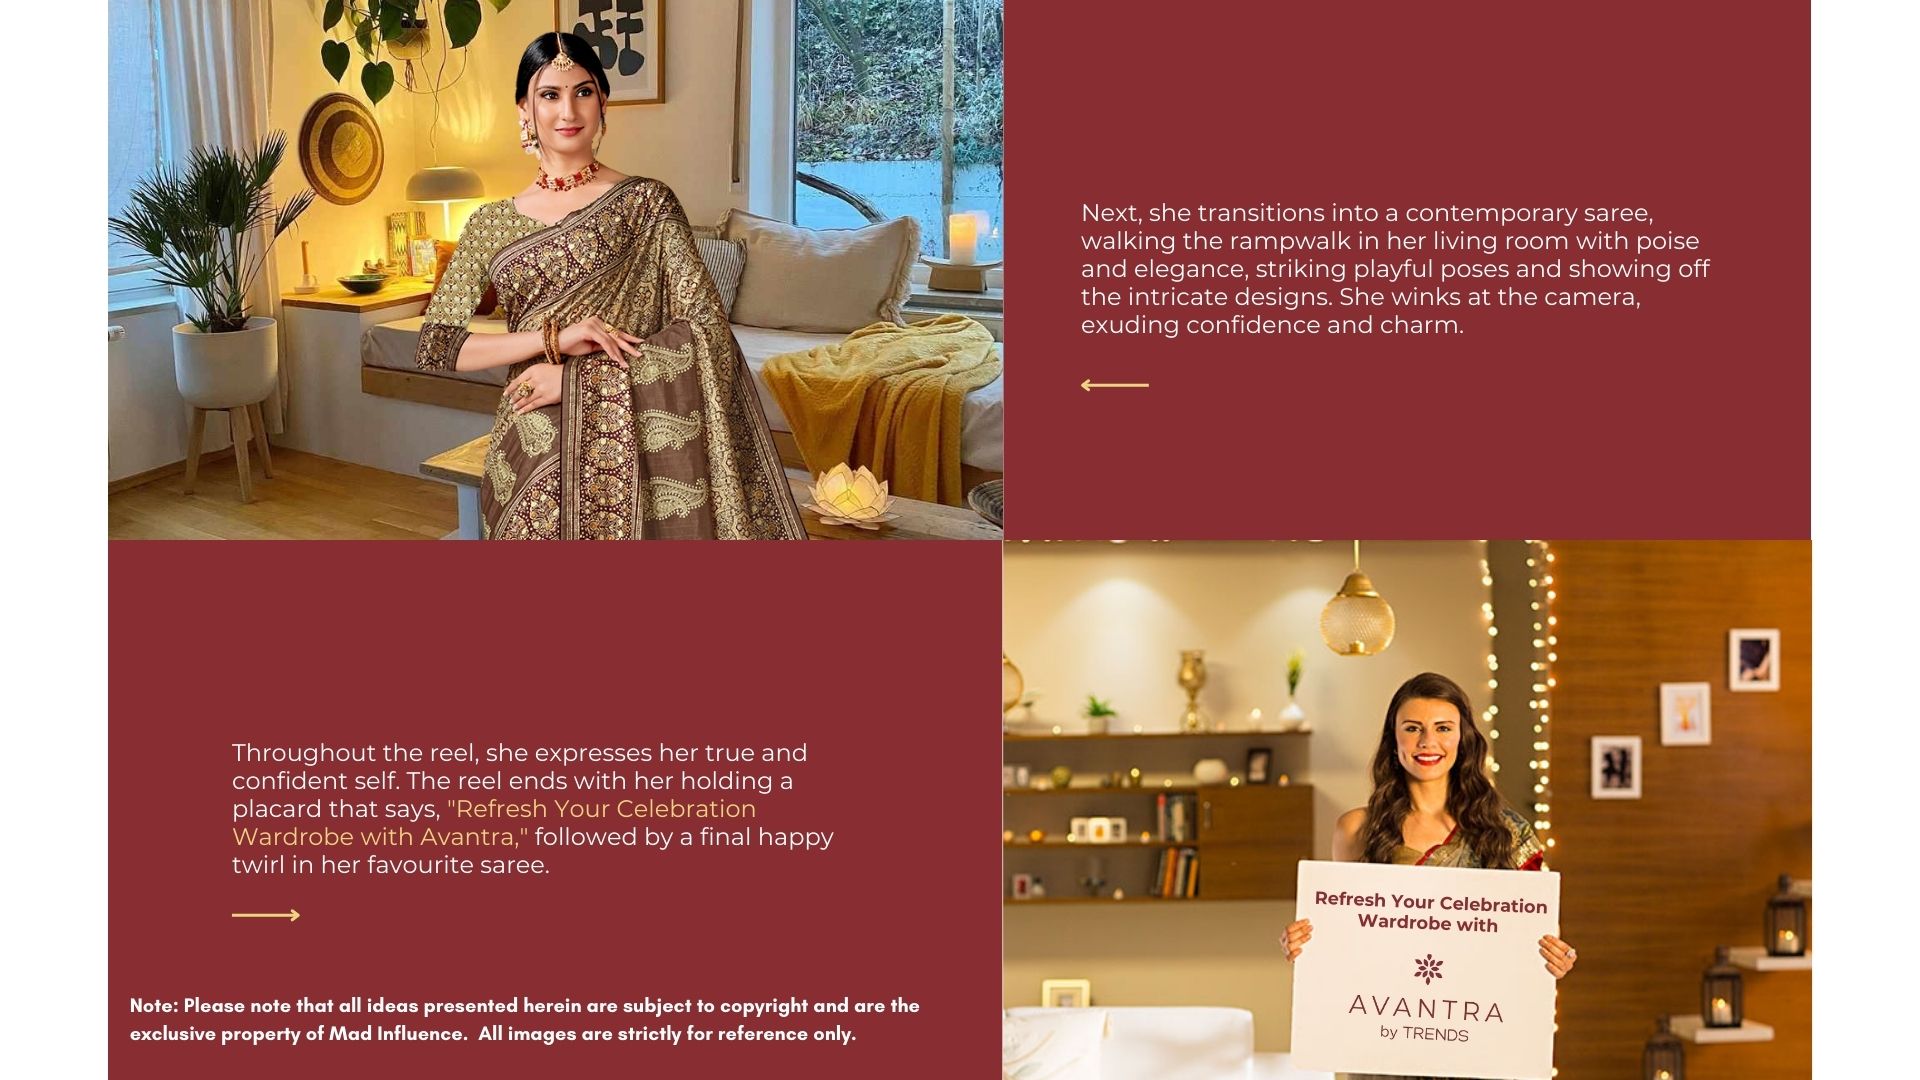 Next, she transitions into a contemporary saree,
walking the rampwalk in her living room with poise
and elegance, striking playful poses and showing off
the intricate designs. She winks at the camera,
exuding confidence and charm.
Throughout the reel, she expresses her true and
confident self. The reel ends with her holding a
placard that says, "Refresh Your Celebration
Wardrobe with Avantra," followed by a final happy
twirl in her favourite saree.
Note: Please note that all ideas presented herein are subject to copyright and are the
exclusive property of Mad Influence.  All images are strictly for reference only.
Refresh Your Celebration
Wardrobe with
AVANTRA
by TRENDS